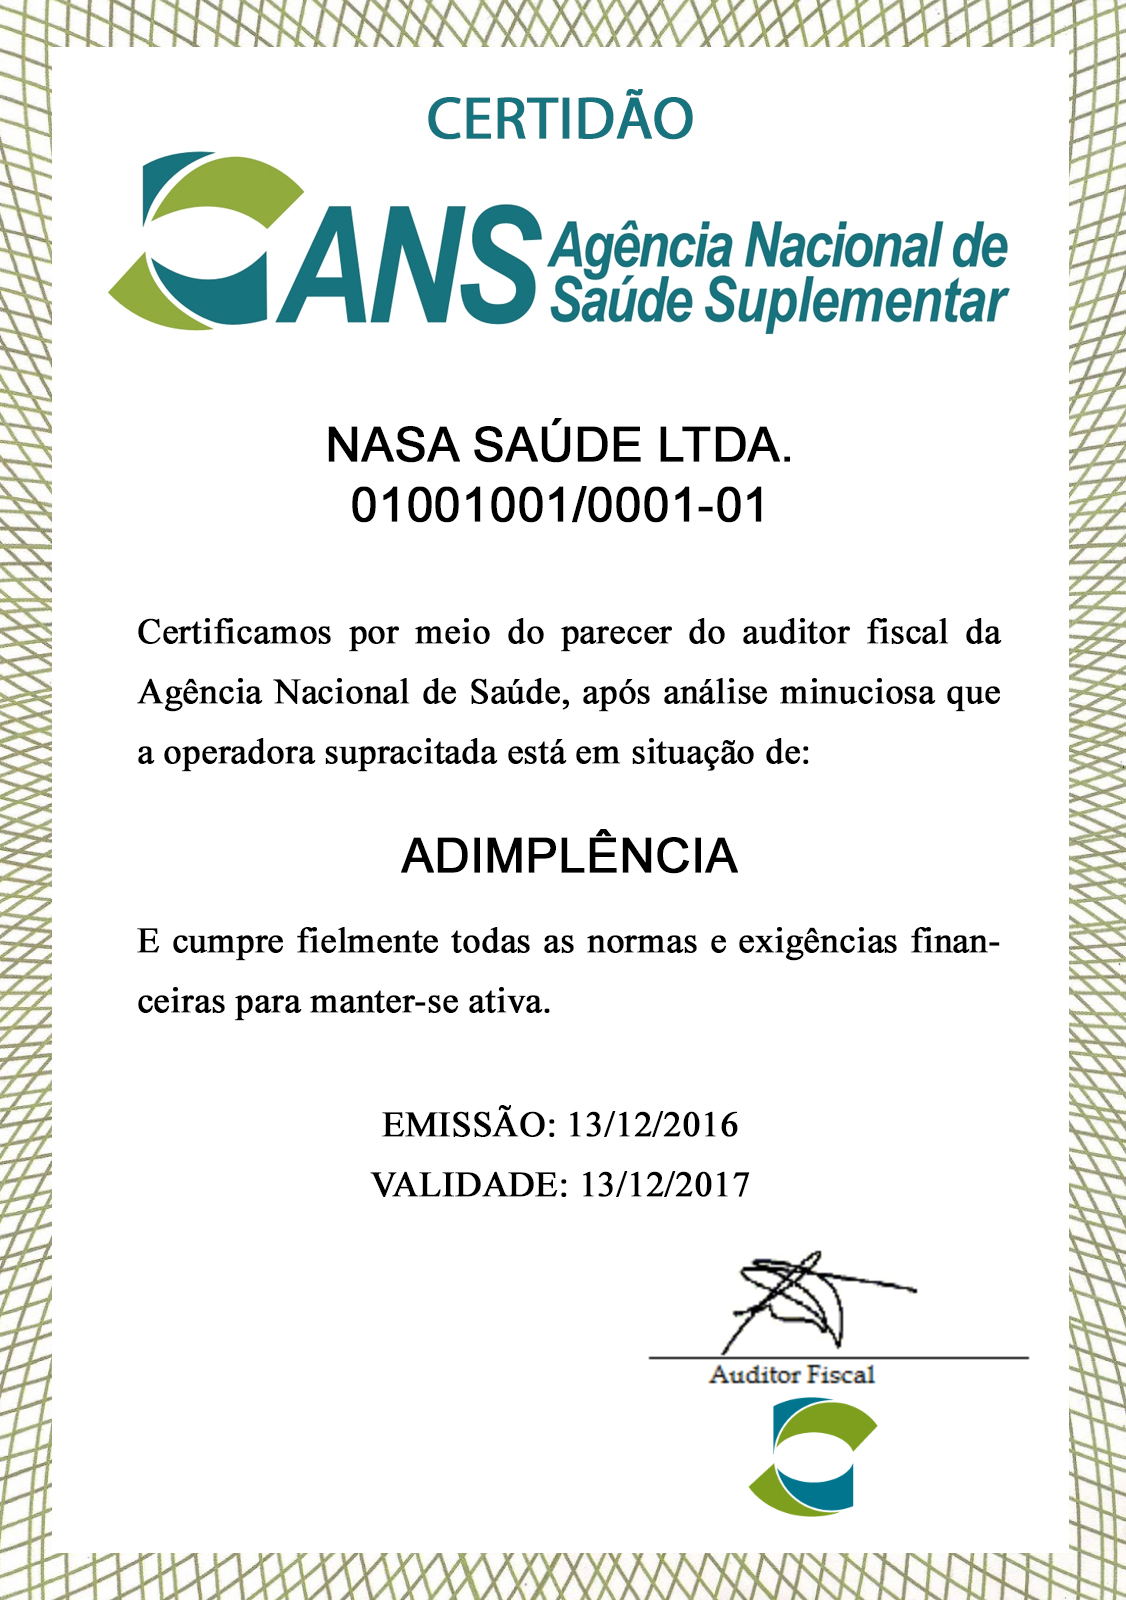 CERTIDÃO
ANS Agência Nacional de
Saúde Suplementar
NASA SAÚDE LTDA.
01001001/0001-01
Certificamos por meio do parecer do auditor fiscal da
Agência Nacional de Saúde, após análise minuciosa que
a operadora supracitada está em situação de:
ADIMPLÊNCIA
E cumpre fielmente todas as normas e exigências finan-
ceiras para manter-se ativa.
EMISSÃO: 13/12/2016
VALIDADE: 13/12/2017
Auditor Fiscal